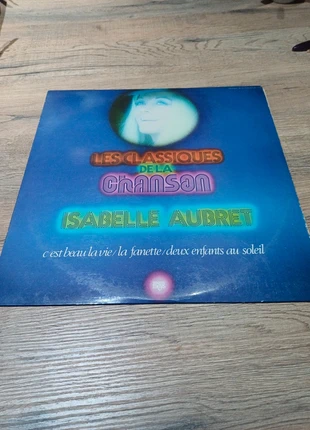 LES CLASSIQUES
DE LA
chanson
ISABELLE AUBRET
c'est beau la vie/la fanette/deux enfants au soleil